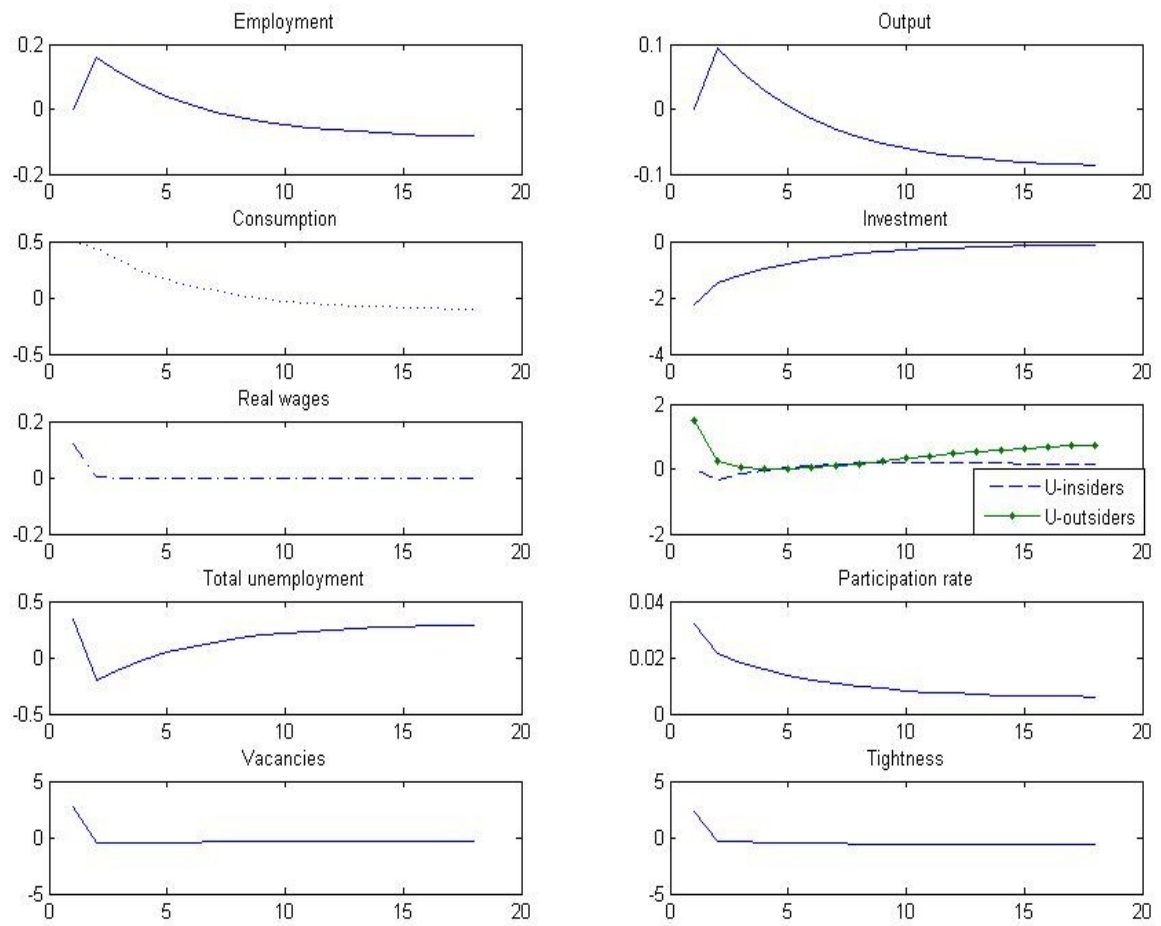 Employment
0.2
0
-0.2
0 5 10 15 20
Output
0.1
0
-0.1
0 5 10 15 20
Consumption
0.5
0
-0.5
0 5 10 15 20
Investment
0
-2
-4
0 5 10 15 20
Real wages
0.2
0
-0.2
0 5 10 15 20
2
0
-2
0 5 10 15 20
U-insiders
U-outsiders
Total unemployment
0.5
0
-0.5
0 5 10 15 20
Participation rate
0.04
0.02
0
0 5 10 15 20
Vacancies
5
0
-5
0 5 10 15 20
Tightness
5
0
-5
0 5 10 15 20